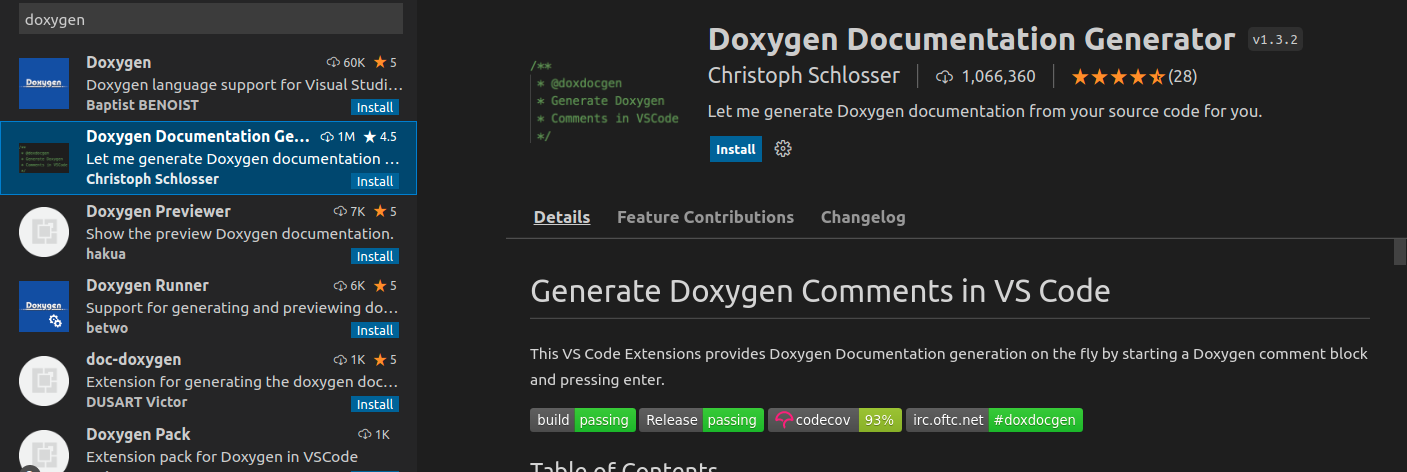 doxygen
Doxygen 60K 5
Doxygen language support for Visual Studi...
Baptist BENOIST Install
Doxygen Documentation Ge... 1M 4.5
Let me generate Doxygen documentation ...
Christoph Schlosser Install
Doxygen Previewer 7K 5
Show the preview Doxygen documentation.
hakua Install
Doxygen Runner 6K 5
Support for generating and previewing do...
betwo Install
doc-doxygen 1K 5
Extension for generating the doxygen doc...
DUSART Victor Install
Doxygen Pack 1K
Extension pack for Doxygen in VSCode
/**
* @doxdocgen
* Generate Doxygen
* Comments in VSCode
*/
Doxygen Documentation Generator v1.3.2
Christoph Schlosser 1,066,360 (28)
Let me generate Doxygen documentation from your source code for you.
Install
Details Feature Contributions Changelog
Generate Doxygen Comments in VS Code
This VS Code Extensions provides Doxygen Documentation generation on the fly by starting a Doxygen comment block
and pressing enter.
build passing Release passing codecov 93% irc.oftc.net #doxdocgen
Table of Contents